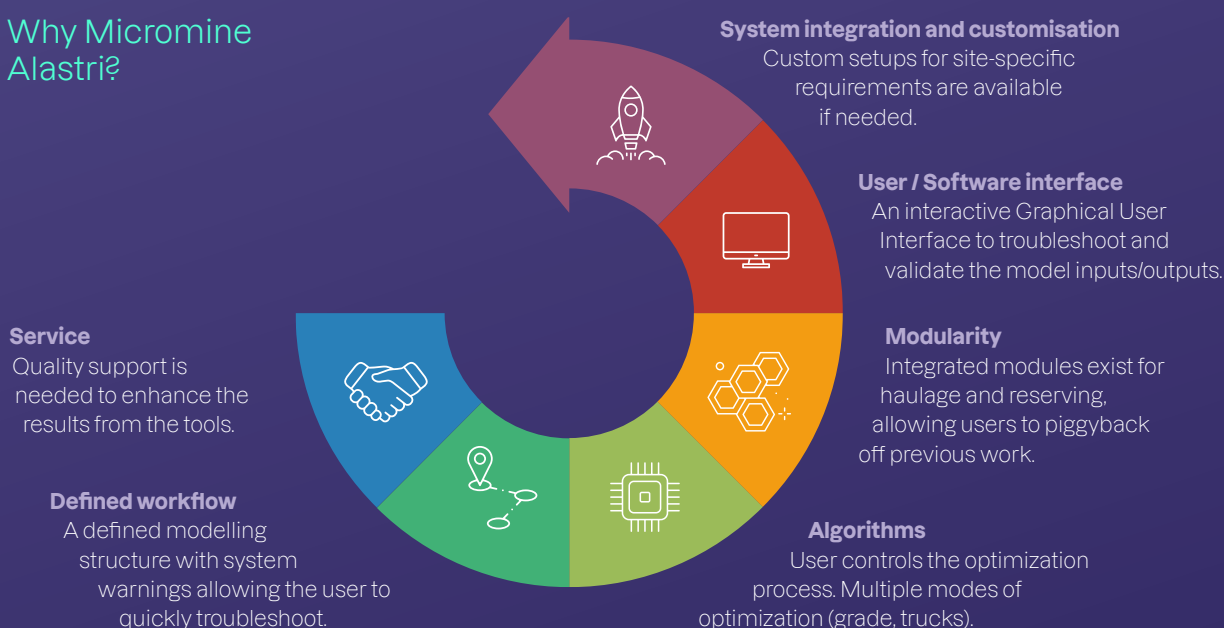 Why Micromine
Alastri?
System integration and customisation
Custom setups for site-specific
requirements are available
if needed.
User / Software interface
An interactive Graphical User
Interface to troubleshoot and
validate the model inputs/outputs.
Modularity
Integrated modules exist for
haulage and reserving,
allowing users to piggyback
off previous work.
Algorithms
User controls the optimization
process. Multiple modes of
optimization (grade, trucks).
Defined workflow
A defined modelling
structure with system
warnings allowing the user to
quickly troubleshoot.
Service
Quality support is
needed to enhance the
results from the tools.